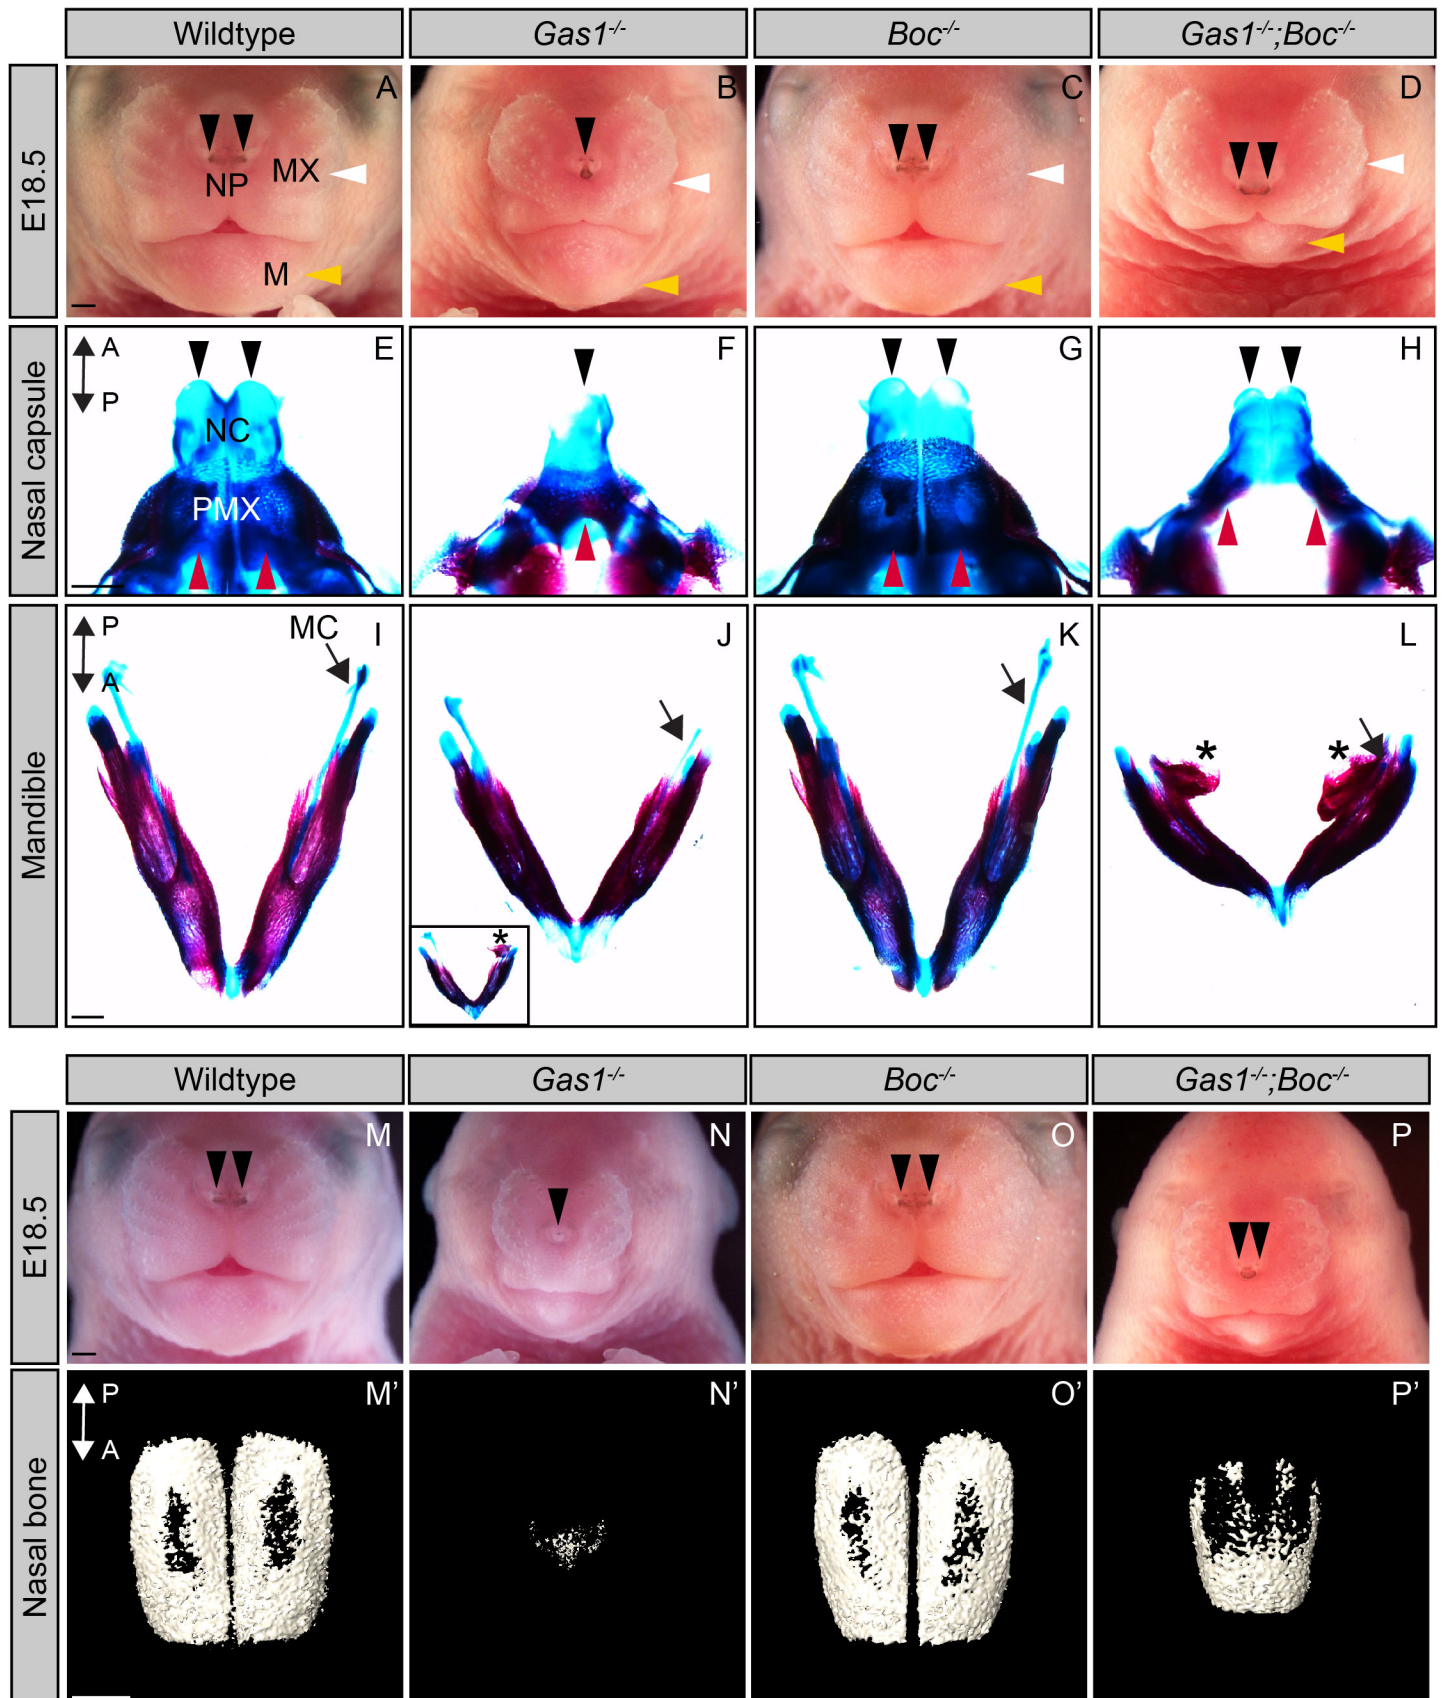 Wildtype
Gas1-/-
Boc-/-
Gas1-/-;Boc-/-
E18.5
A
NP
MX
M
B
C
D
Nasal capsule
A
P
E
NC
PMX
F
G
H
Mandible
P
A
MC
I
J
*
K
L
*
*
Wildtype
Gas1-/-
Boc-/-
Gas1-/-;Boc-/-
E18.5
M
N
O
P
Nasal bone
P
A
M’
N’
O’
P’